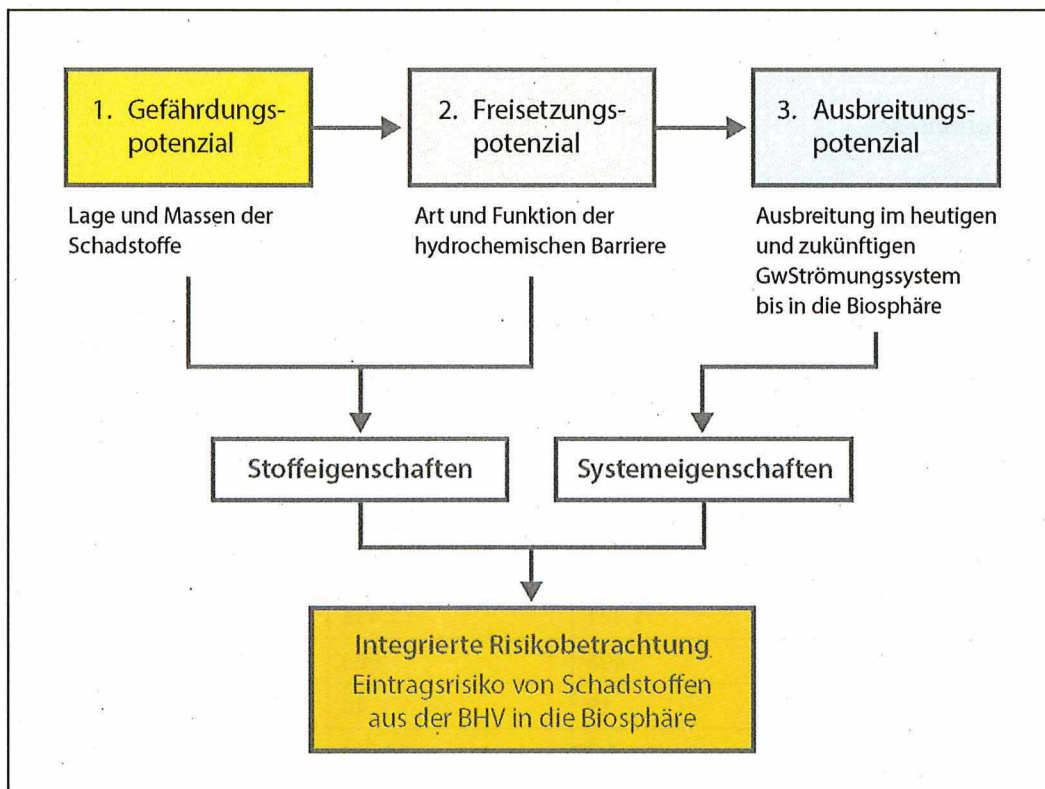 1. Gefährdungs-
potenzial
2. Freisetzungs-
potenzial
3. Ausbreitungs-
potenzial
Lage und Massen der
Schadstoffe
Art und Funktion der
hydrochemischen Barriere
Ausbreitung im heutigen
und zukünftigen
GwStrömungssystem
bis in die Biosphäre
Stoffeigenschaften
Systemeigenschaften
Integrierte Risikobetrachtung
Eintragsrisiko von Schadstoffen
aus der BHV in die Biosphäre